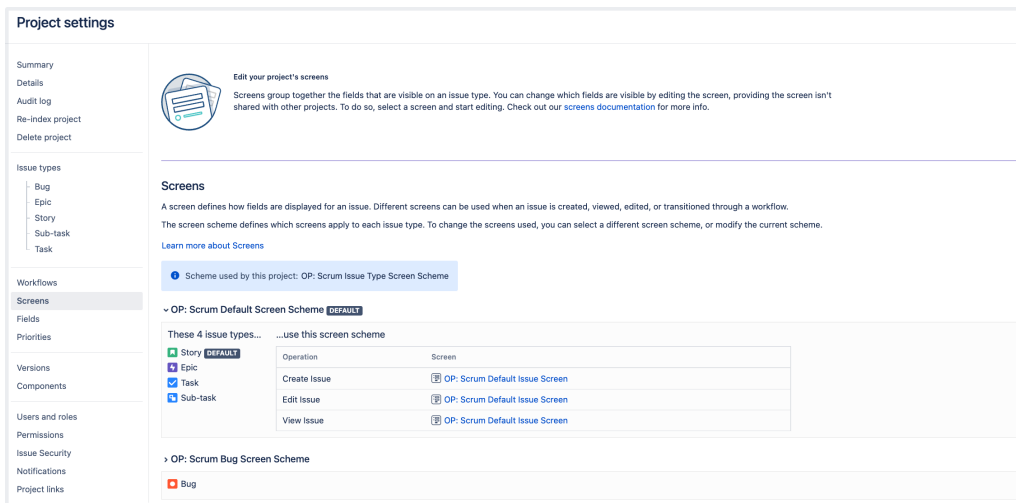 Project settings
Summary
Details
Audit log
Re-index project
Delete project
Issue types
Bug
Epic
Story
Sub-task
Task
Workflows
Screens
Fields
Priorities
Versions
Components
Users and roles
Permissions
Issue Security
Notifications
Project links
Edit your project's screens
Screens group together the fields that are visible on an issue type. You can change which fields are visible by editing the screen, providing the screen isn't
shared with other projects. To do so, select a screen and start editing. Check out our screens documentation for more info.
Screens
A screen defines how fields are displayed for an issue. Different screens can be used when an issue is created, viewed, edited, or transitioned through a workflow.
The screen scheme defines which screens apply to each issue type. To change the screens used, you can select a different screen scheme, or modify the current scheme.
Learn more about Screens
Scheme used by this project: OP: Scrum Issue Type Screen Scheme
OP: Scrum Default Screen Scheme DEFAULT
These 4 issue types... ...use this screen scheme
Story DEFAULT
Epic
Task
Sub-task
Operation Screen
Create Issue OP: Scrum Default Issue Screen
Edit Issue OP: Scrum Default Issue Screen
View Issue OP: Scrum Default Issue Screen
OP: Scrum Bug Screen Scheme
Bug